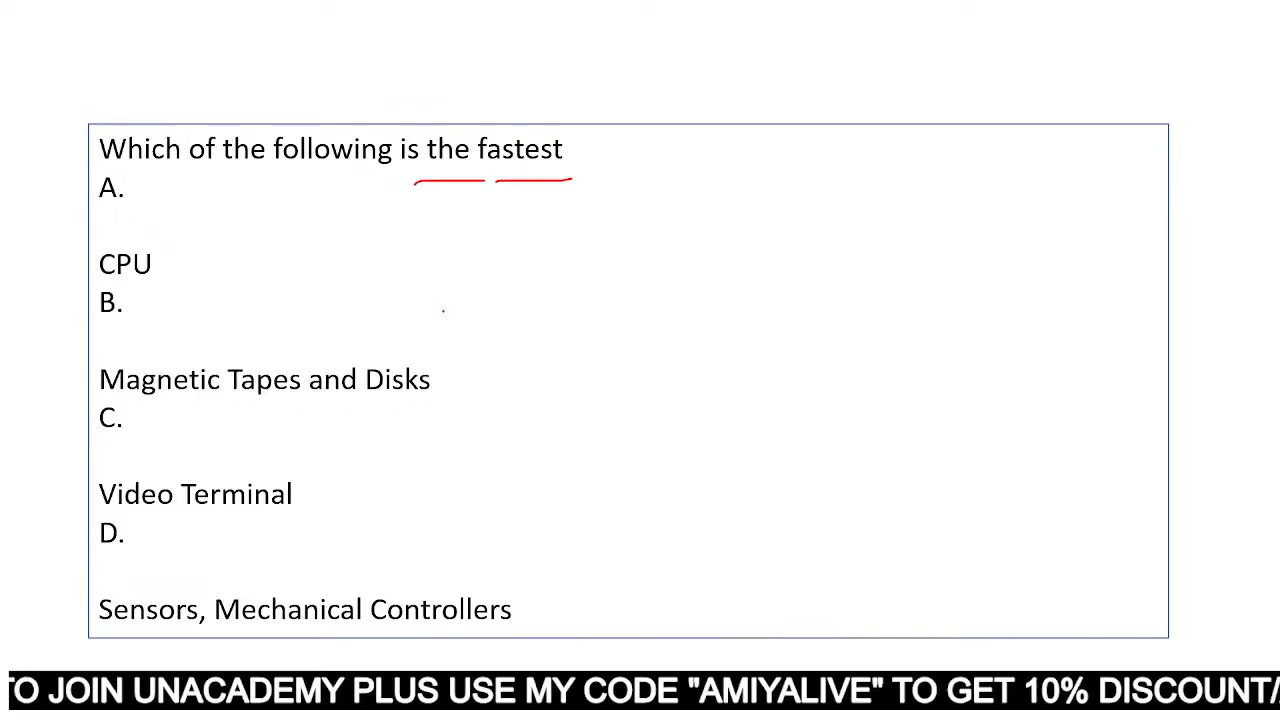 Which of the following is the fastest
A.
CPU
B.
Magnetic Tapes and Disks
C.
Video Terminal
D.
Sensors, Mechanical Controllers
TO JOIN UNACADEMY PLUS USE MY CODE "AMIYALIVE" TO GET 10% DISCOUNT/